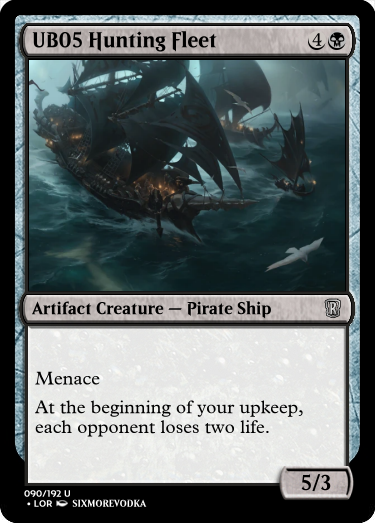 UB05 Hunting Fleet 4
Artifact Creature — Pirate Ship R
Menace
At the beginning of your upkeep,
each opponent loses two life.
5/3
090/192 U
• LOR SIXMOREVODKA